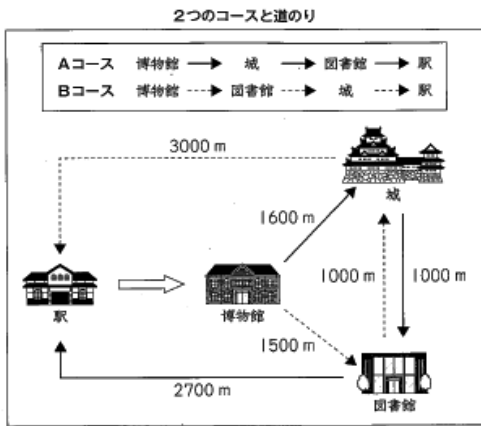 2つのコースと道のり
Aコース 博物館 → 城 → 図書館 → 駅
Bコース 博物館 ⇢ 図書館 ⇢ 城 ⇢ 駅
3000 m
城
1600 m
1000 m 1000 m
駅
博物館
1500 m
2700 m
図書館